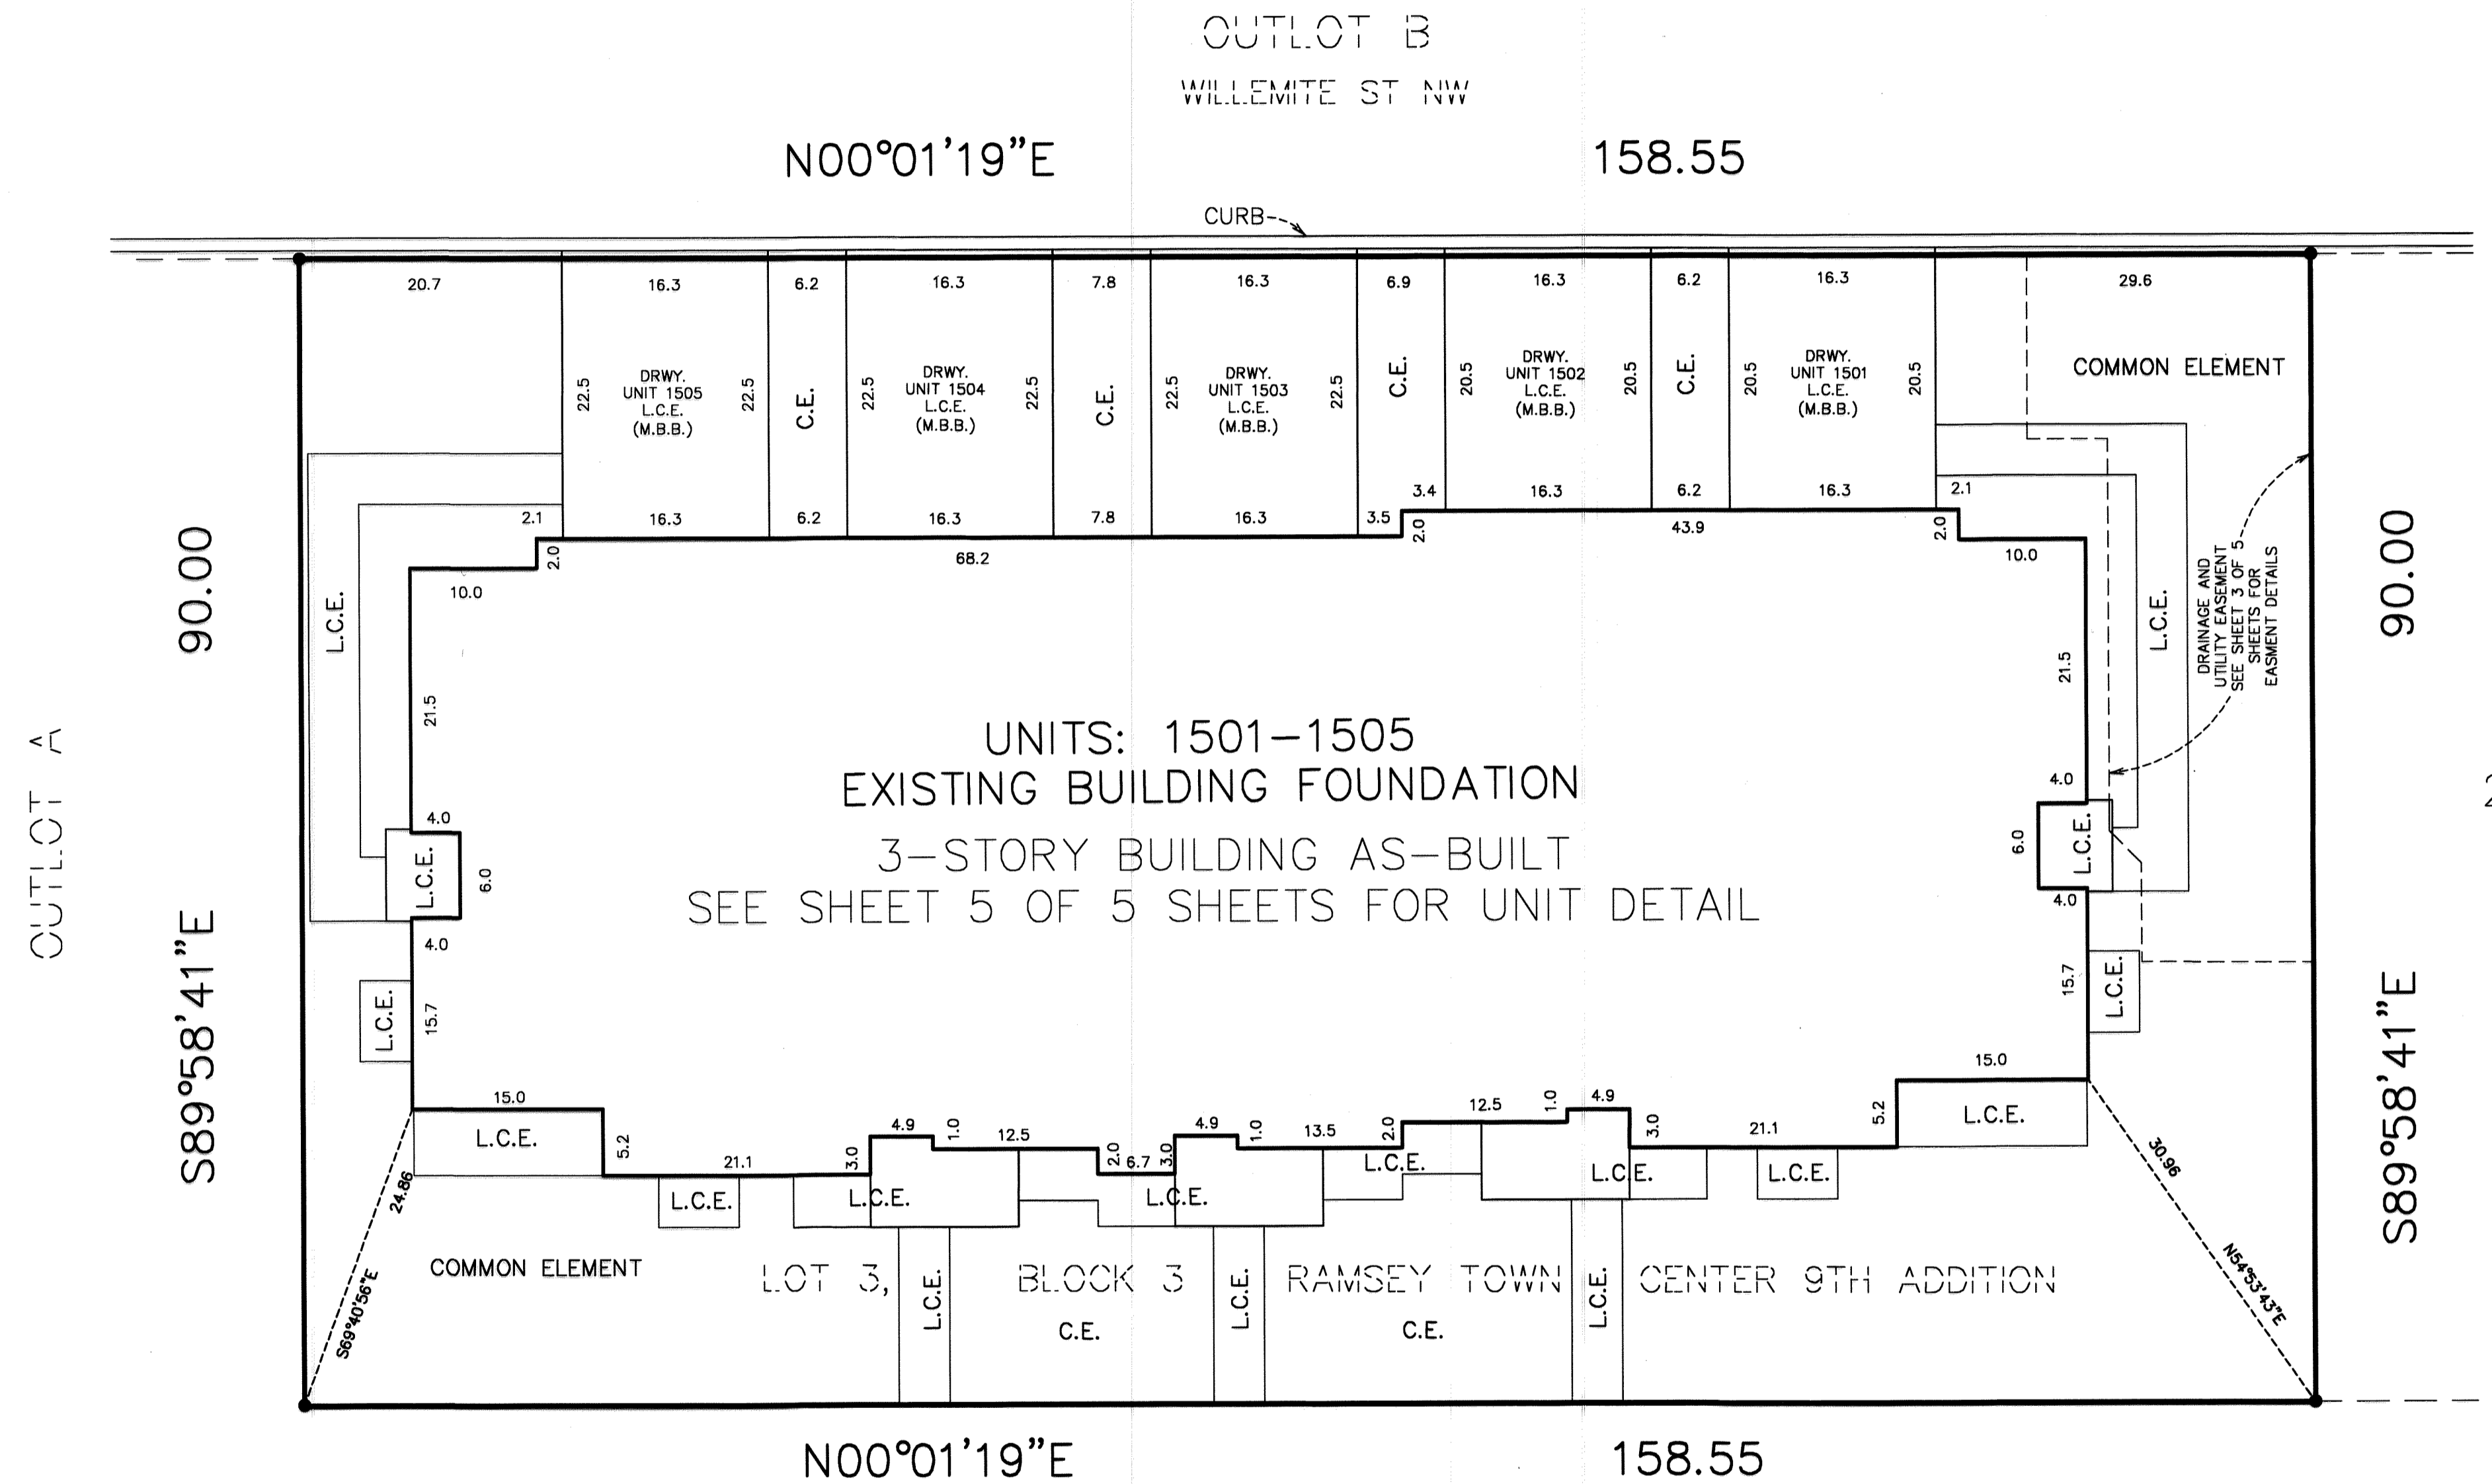 OUTLOT B
WILLEMITE ST NW
N00°01'19"E 158.55
CURB
20.7 16.3 6.2 16.3 7.8 16.3 6.9 16.3 6.2 16.3 29.6
22.5
DRWY.
UNIT 1505
L.C.E.
(M.B.B.)
22.5
C.E.
22.5
DRWY.
UNIT 1504
L.C.E.
(M.B.B.)
22.5
C.E.
22.5
DRWY.
UNIT 1503
L.C.E.
(M.B.B.)
22.5
C.E.
20.5
DRWY.
UNIT 1502
L.C.E.
(M.B.B.)
20.5
C.E.
20.5
DRWY.
UNIT 1501
L.C.E.
(M.B.B.)
20.5
COMMON ELEMENT
2.1 16.3 6.2 16.3 7.8 16.3 3.5 3.4 16.3 6.2 16.3 2.1
2.0 68.2 2.0 43.9 2.0
10.0 10.0
OUTLOT A
90.00
S89°58'41"E
L.C.E.
21.5
4.0
L.C.E.
6.0
4.0
L.C.E.
15.7
UNITS: 1501-1505
EXISTING BUILDING FOUNDATION
3-STORY BUILDING AS-BUILT
SEE SHEET 5 OF 5 SHEETS FOR UNIT DETAIL
21.5
4.0
6.0
L.C.E.
4.0
15.7
L.C.E.
L.C.E.
DRAINAGE AND
UTILITY EASEMENT
SEE SHEET 3 OF 5
SHEETS FOR
EASMENT DETAILS
90.00
S89°58'41"E
15.0
L.C.E.
5.2
21.1
3.0
4.9
1.0
12.5
2.0
6.7
3.0
4.9
1.0
13.5
2.0
12.5
1.0
4.9
3.0
21.1
5.2
15.0
L.C.E.
L.C.E.
L.C.E.
L.C.E.
L.C.E.
L.C.E.
L.C.E.
24.86
S69°40'56"E
30.96
N54°53'43"E
COMMON ELEMENT
LOT 3, BLOCK 3 RAMSEY TOWN CENTER 9TH ADDITION
L.C.E.
C.E.
L.C.E.
C.E.
L.C.E.
N00°01'19"E 158.55